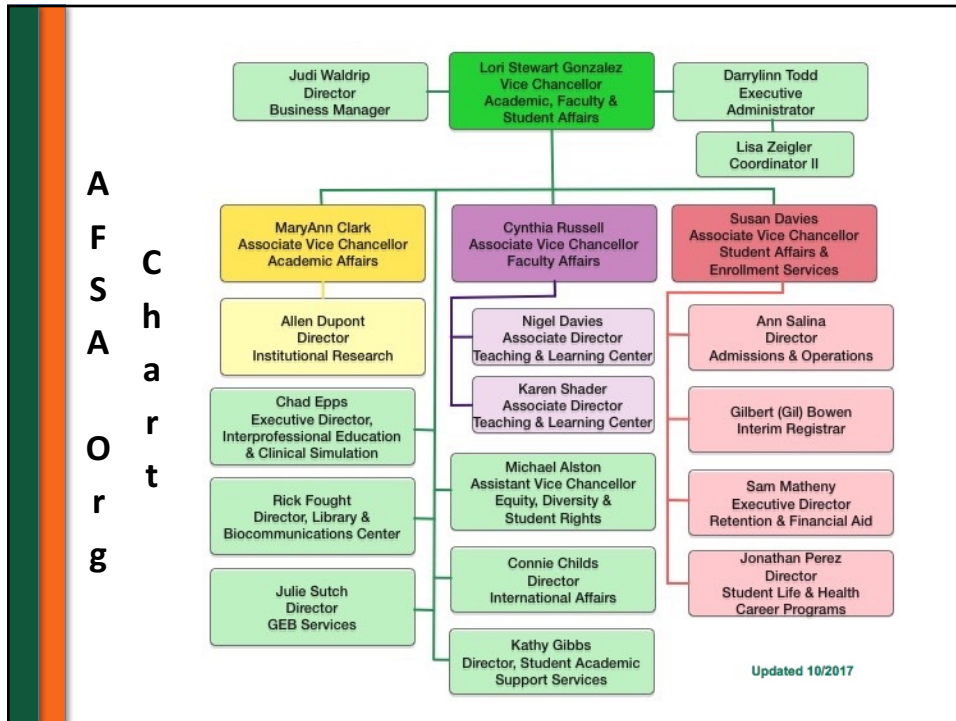 AFSA Org
Chart
Judi Waldrip
Director
Business Manager
Lori Stewart Gonzalez
Vice Chancellor
Academic, Faculty &
Student Affairs
Darrylinn Todd
Executive
Administrator
Lisa Zeigler
Coordinator II
MaryAnn Clark
Associate Vice Chancellor
Academic Affairs
Cynthia Russell
Associate Vice Chancellor
Faculty Affairs
Susan Davies
Associate Vice Chancellor
Student Affairs &
Enrollment Services
Allen Dupont
Director
Institutional Research
Nigel Davies
Associate Director
Teaching & Learning Center
Karen Shader
Associate Director
Teaching & Learning Center
Ann Salina
Director
Admissions & Operations
Gilbert (Gil) Bowen
Interim Registrar
Sam Matheny
Executive Director
Retention & Financial Aid
Jonathan Perez
Director
Student Life & Health
Career Programs
Chad Epps
Executive Director,
Interprofessional Education
& Clinical Simulation
Rick Fought
Director, Library &
Biocommunications Center
Julie Sutch
Director
GEB Services
Michael Alston
Assistant Vice Chancellor
Equity, Diversity &
Student Rights
Connie Childs
Director
International Affairs
Kathy Gibbs
Director, Student Academic
Support Services
Updated 10/2017